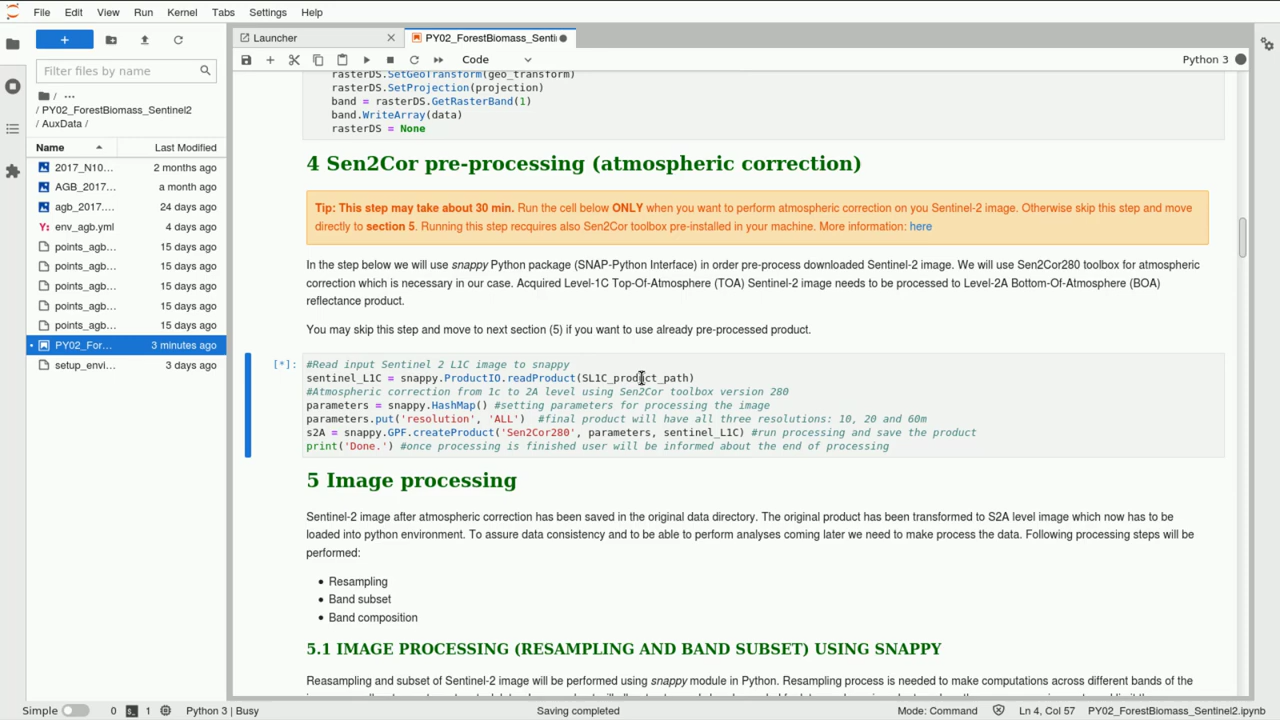 File Edit View Run Kernel Tabs Settings Help
Launcher
PY02_ForestBiomass_Senti
Filter files by name
Code
Python 3
/ ...
/ PY02_ForestBiomass_Sentinel2
/ AuxData /
Name Last Modified
2017_N10... 2 months ago
AGB_2017... a month ago
agb_2017.... 24 days ago
Y: env_agb.yml 4 days ago
points_agb... 15 days ago
points_agb... 15 days ago
points_agb... 15 days ago
points_agb... 15 days ago
points_agb... 15 days ago
PY02_For... 3 minutes ago
setup_envi... 3 days ago
rasterDS.SetGeoTransform(geo_transform)
rasterDS.SetProjection(projection)
band = rasterDS.GetRasterBand(1)
band.WriteArray(data)
rasterDS = None
4 Sen2Cor pre-processing (atmospheric correction)
Tip: This step may take about 30 min. Run the cell below ONLY when you want to perform atmospheric correction on you Sentinel-2 image. Otherwise skip this step and move
directly to section 5. Running this step recquires also Sen2Cor toolbox pre-installed in your machine. More information: here
In the step below we will use snappy Python package (SNAP-Python Interface) in order pre-process downloaded Sentinel-2 image. We will use Sen2Cor280 toolbox for atmospheric
correction which is necessary in our case. Acquired Level-1C Top-Of-Atmosphere (TOA) Sentinel-2 image needs to be processed to Level-2A Bottom-Of-Atmosphere (BOA)
reflectance product.
You may skip this step and move to next section (5) if you want to use already pre-processed product.
[*]: #Read input Sentinel 2 L1C image to snappy
sentinel_L1C = snappy.ProductIO.readProduct(SL1C_product_path)
#Atmospheric correction from 1c to 2A level using Sen2Cor toolbox version 280
parameters = snappy.HashMap() #setting parameters for processing the image
parameters.put('resolution', 'ALL')  #final product will have all three resolutions: 10, 20 and 60m
s2A = snappy.GPF.createProduct('Sen2Cor280', parameters, sentinel_L1C) #run processing and save the product
print('Done.') #once processing is finished user will be informed about the end of processing
5 Image processing
Sentinel-2 image after atmospheric correction has been saved in the original data directory. The original product has been transformed to S2A level image which now has to be
loaded into python environment. To assure data consistency and to be able to perform analyses coming later we need to make process the data. Following processing steps will be
performed:
• Resampling
• Band subset
• Band composition
5.1 IMAGE PROCESSING (RESAMPLING AND BAND SUBSET) USING SNAPPY
Reasampling and subset of Sentinel-2 image will be performed using snappy module in Python. Resampling process is needed to make computations across different bands of the
Simple 0 1 Python 3 | Busy Saving completed Mode: Command Ln 4, Col 57 PY02_ForestBiomass_Sentinel2.ipynb